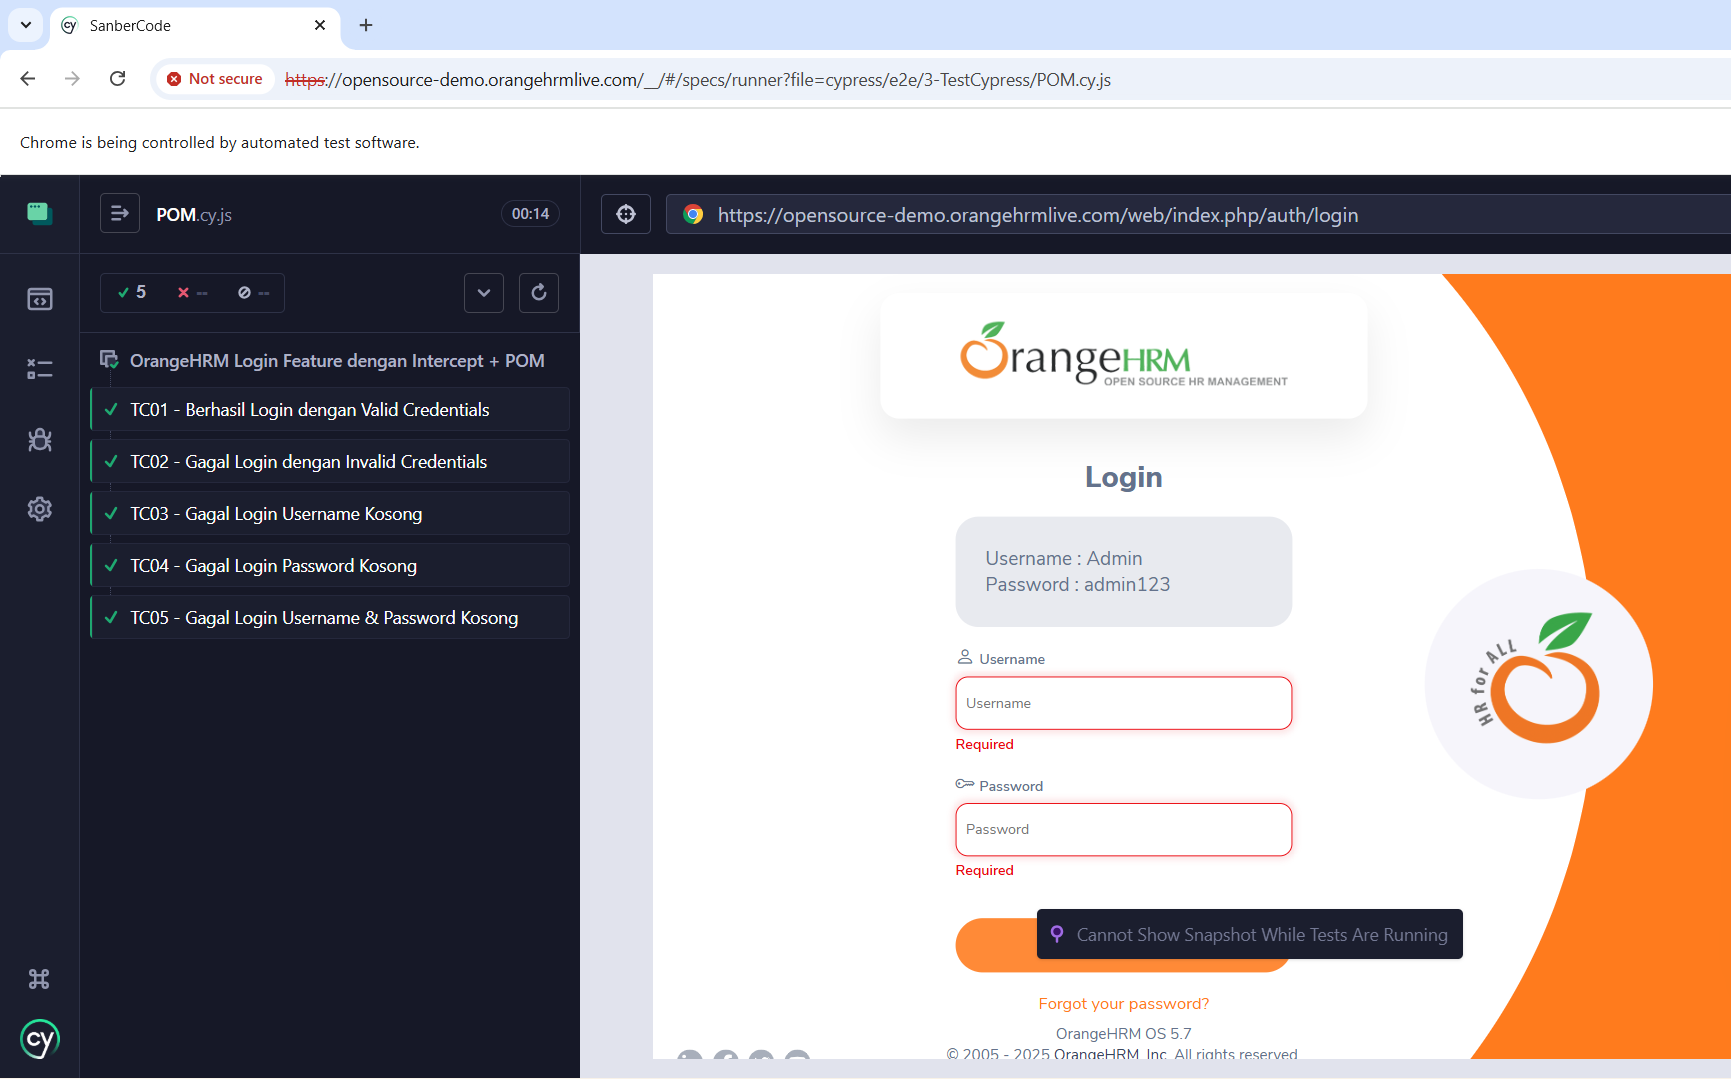 SanberCode
Not secure
https://opensource-demo.orangehrmlive.com/__/#/specs/runner?file=cypress/e2e/3-TestCypress/POM.cy.js
Chrome is being controlled by automated test software.
POM.cy.js
00:14
https://opensource-demo.orangehrmlive.com/web/index.php/auth/login
5 -- --
OrangeHRM Login Feature dengan Intercept + POM
TC01 - Berhasil Login dengan Valid Credentials
TC02 - Gagal Login dengan Invalid Credentials
TC03 - Gagal Login Username Kosong
TC04 - Gagal Login Password Kosong
TC05 - Gagal Login Username & Password Kosong
cy
OrangeHRM
OPEN SOURCE HR MANAGEMENT
Login
Username : Admin
Password : admin123
Username
Username
Required
Password
Password
Required
Cannot Show Snapshot While Tests Are Running
Forgot your password?
OrangeHRM OS 5.7
© 2005 - 2025 OrangeHRM, Inc. All rights reserved
HR for ALL